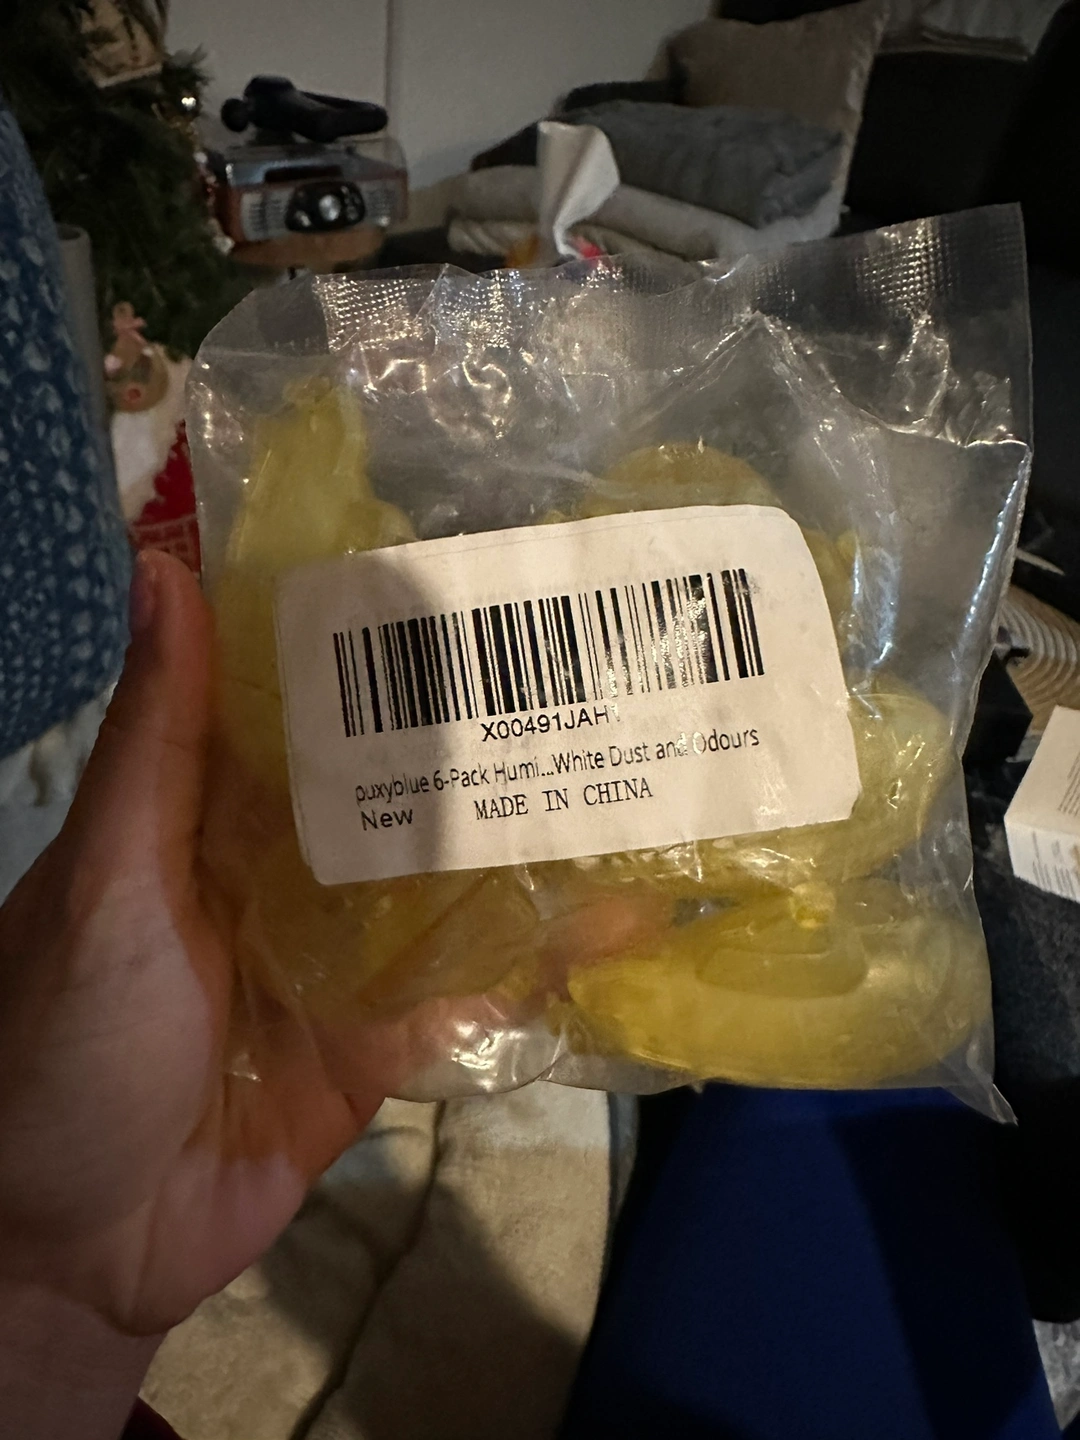 X00491JAH
puxyblue 6-Pack Humi...White Dust and Odours
New MADE IN CHINA